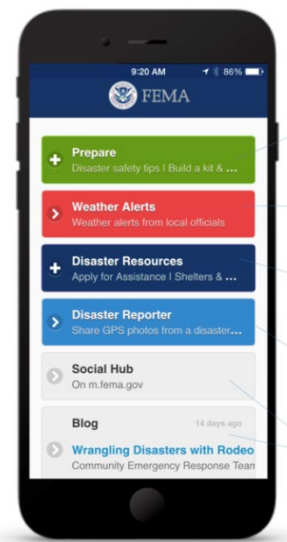 9:20 AM 86%
FEMA
Prepare
Disaster safety tips | Build a kit & ...
Weather Alerts
Weather alerts from local officials
Disaster Resources
Apply for Assistance | Shelters & ...
Disaster Reporter
Share GPS photos from a disaster...
Social Hub
On m.fema.gov
Blog 14 days ago
Wrangling Disasters with Rodeo
Community Emergency Response Team